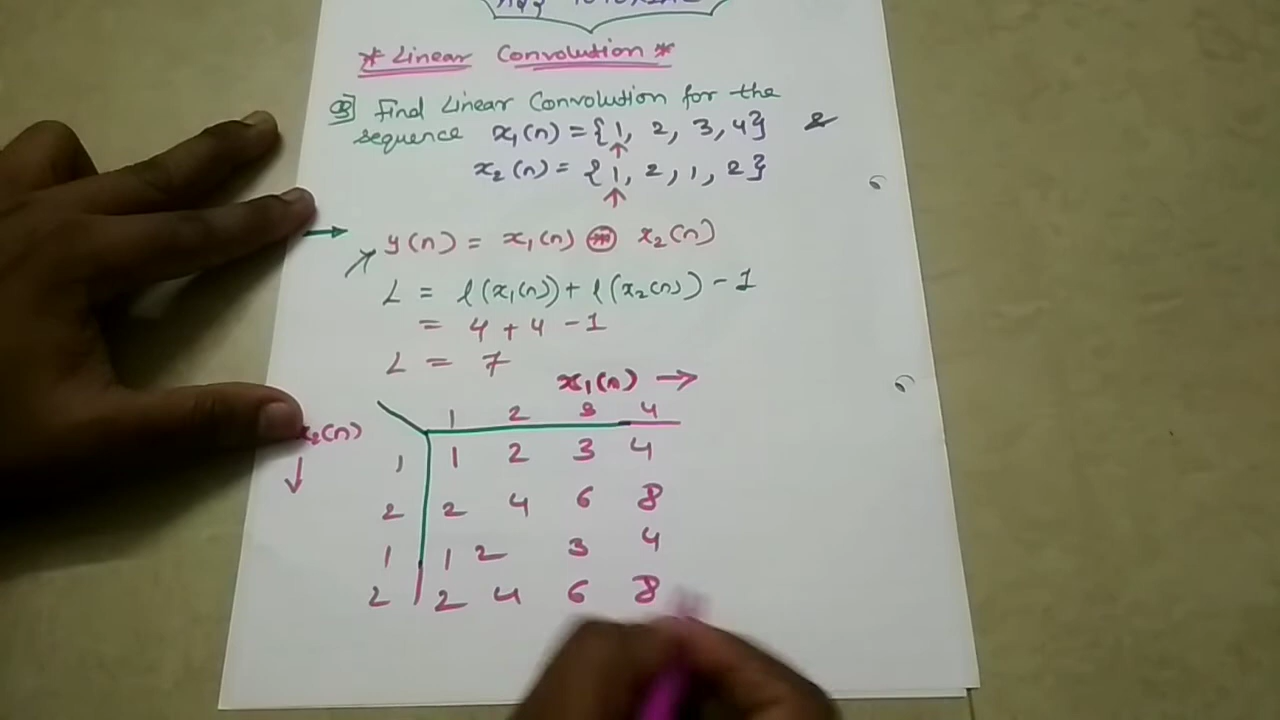 * Linear Convolution *
Q3] Find Linear Convolution for the
sequence x₁(n) = {1, 2, 3, 4} &
↑
x₂(n) = {1, 2, 1, 2}
↑
→ y(n) = x₁(n) ⊛ x₂(n)
L = l(x₁(n)) + l(x₂(n)) - 1
= 4 + 4 - 1
L = 7
x₁(n) →
x₂(n) ↓
1 2 3 4
1 1 2 3 4
2 2 4 6 8
1 1 2 3 4
2 2 4 6 8